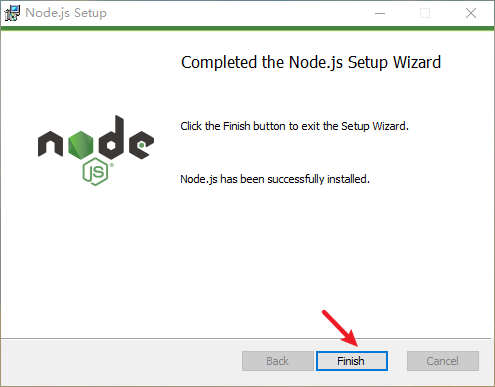 Node.js Setup
Completed the Node.js Setup Wizard
Click the Finish button to exit the Setup Wizard.
node
JS®
Node.js has been successfully installed.
Back
Finish
Cancel